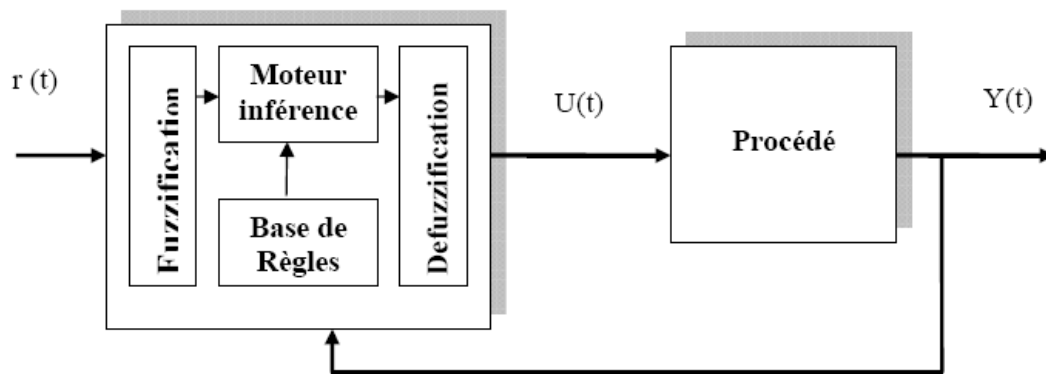 r (t)
Fuzzification
Moteur
inférence
Base de
Règles
Defuzzification
U(t)
Procédé
Y(t)